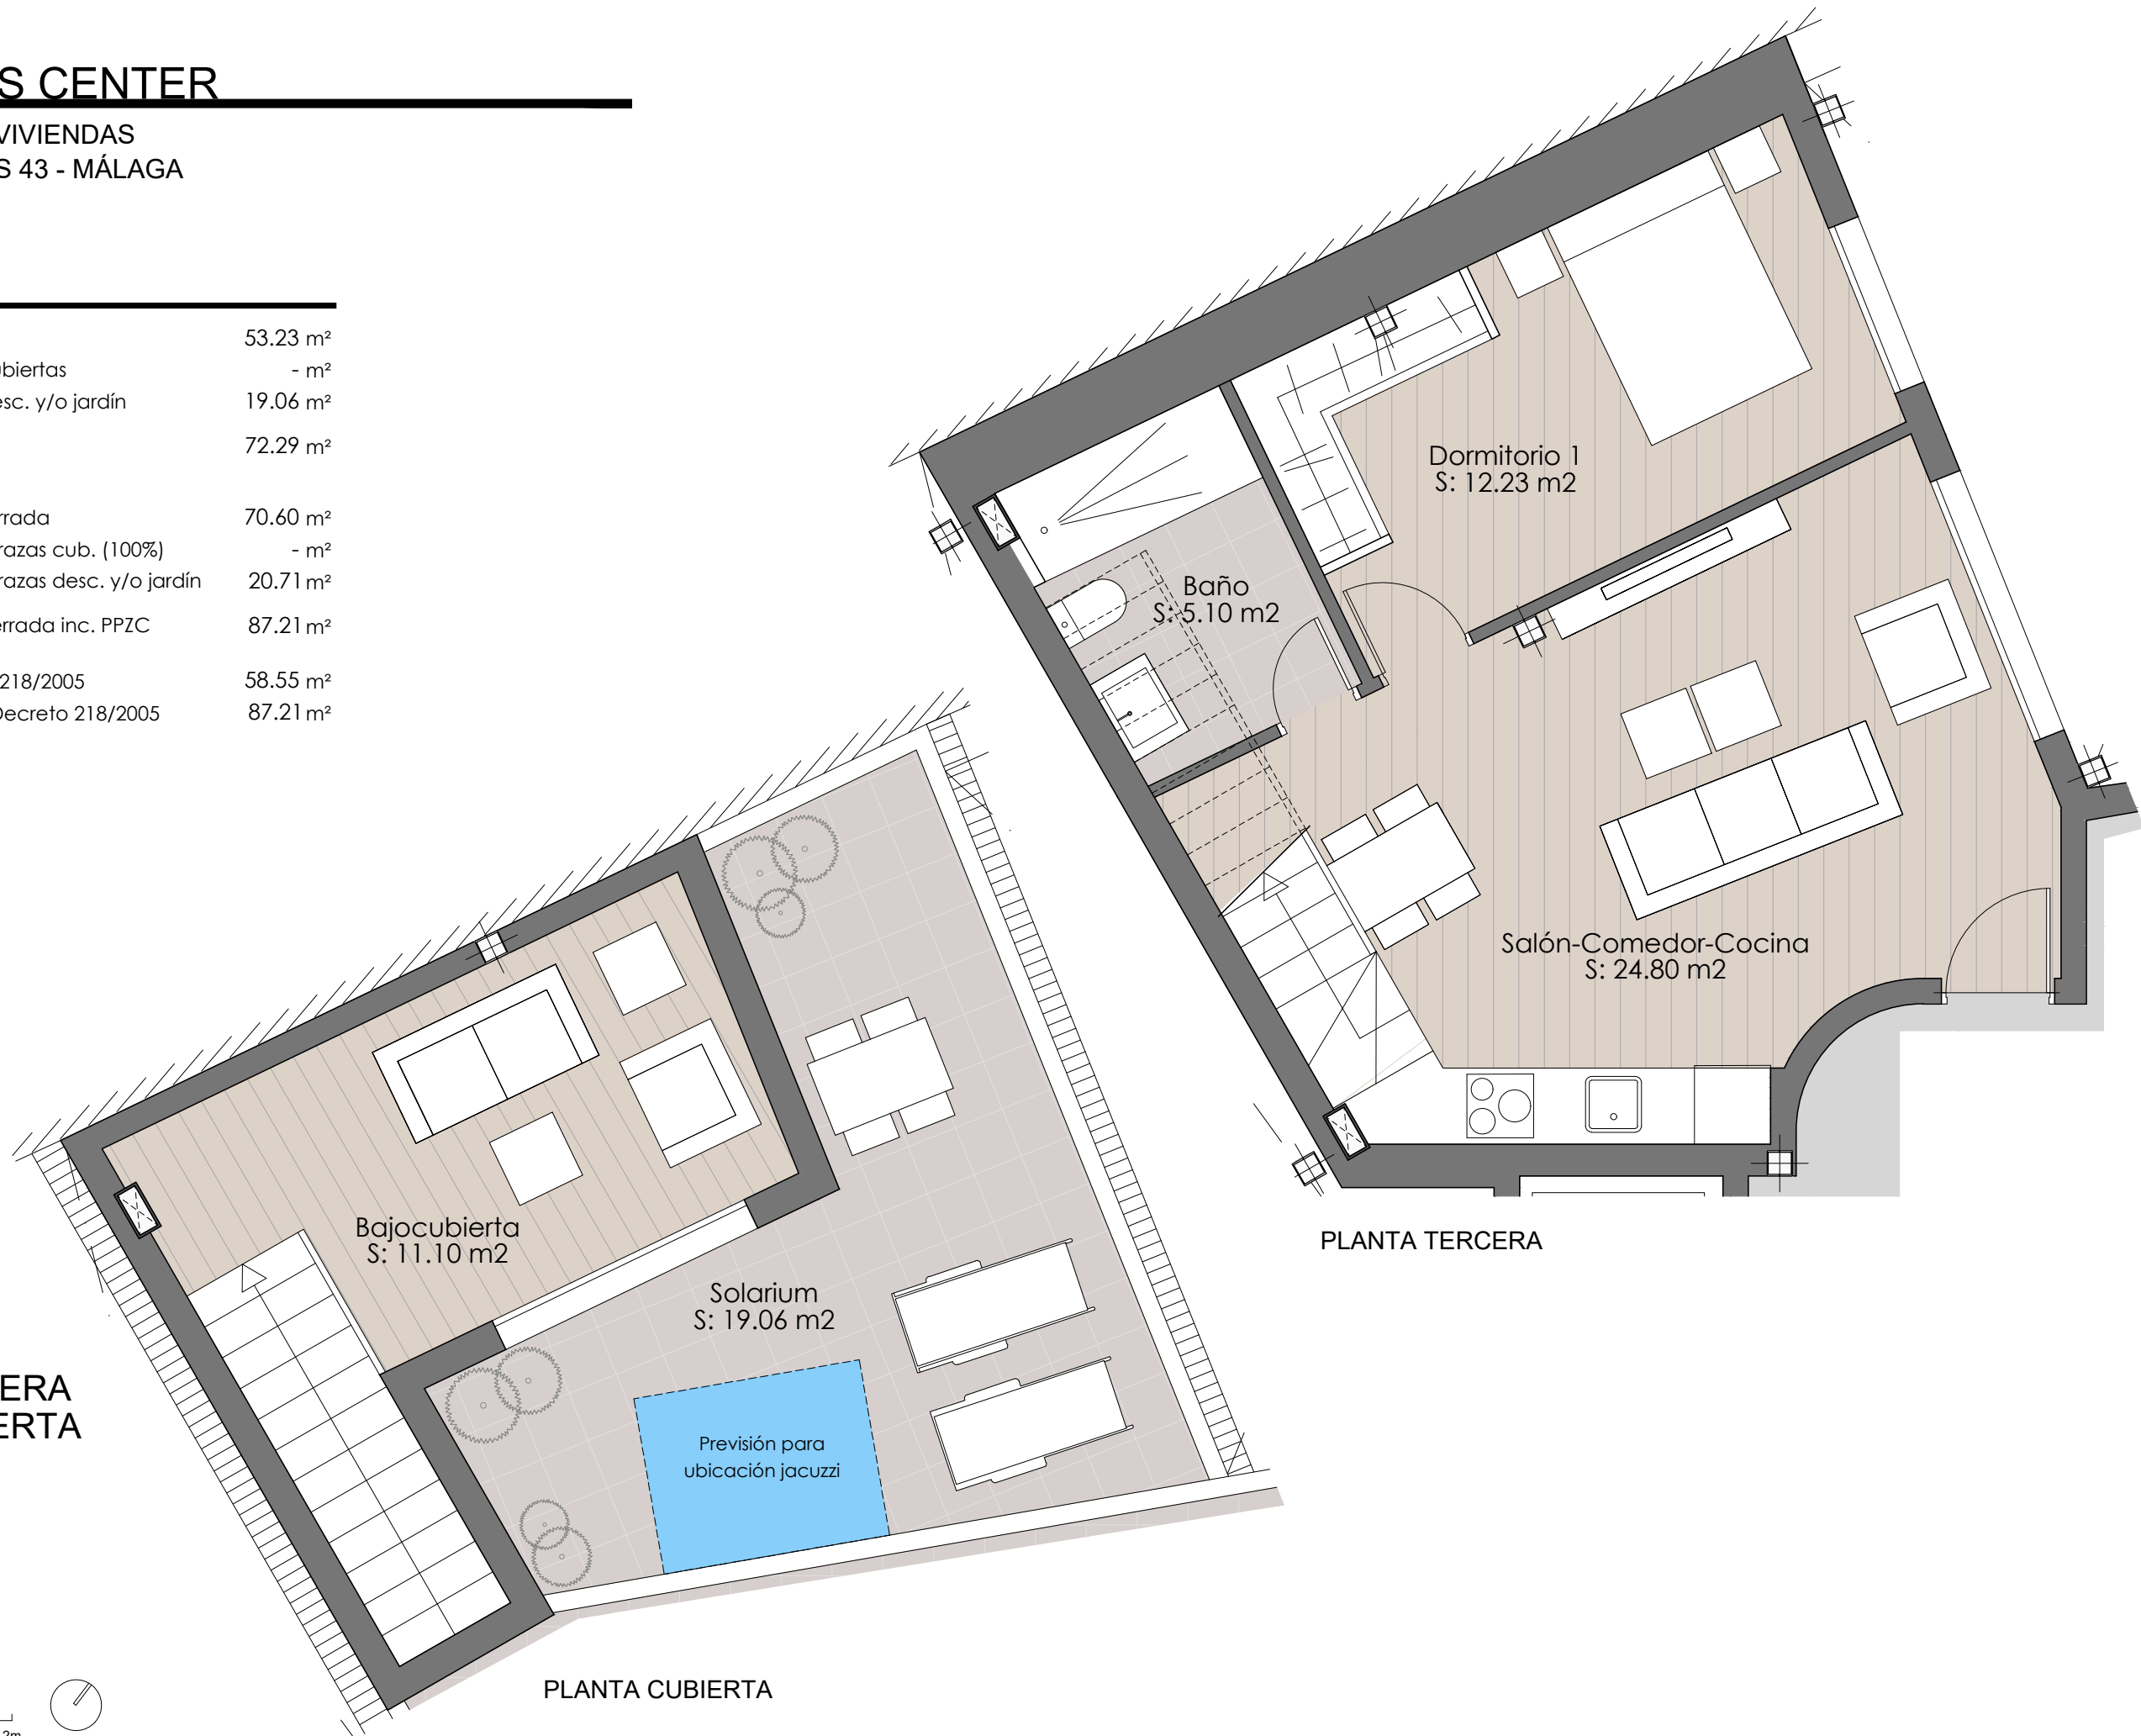 S CENTER
VIVIENDAS
S 43 - MÁLAGA
53.23 m²
ubiertas - m²
esc. y/o jardín 19.06 m²
72.29 m²
errada 70.60 m²
razas cub. (100%) - m²
razas desc. y/o jardín 20.71 m²
errada inc. PPZC 87.21 m²
218/2005 58.55 m²
Decreto 218/2005 87.21 m²
Dormitorio 1
S: 12.23 m2
Baño
S: 5.10 m2
Salón-Comedor-Cocina
S: 24.80 m2
PLANTA TERCERA
Bajocubierta
S: 11.10 m2
Solarium
S: 19.06 m2
Previsión para
ubicación jacuzzi
PLANTA CUBIERTA
ERA
ERTA
2m